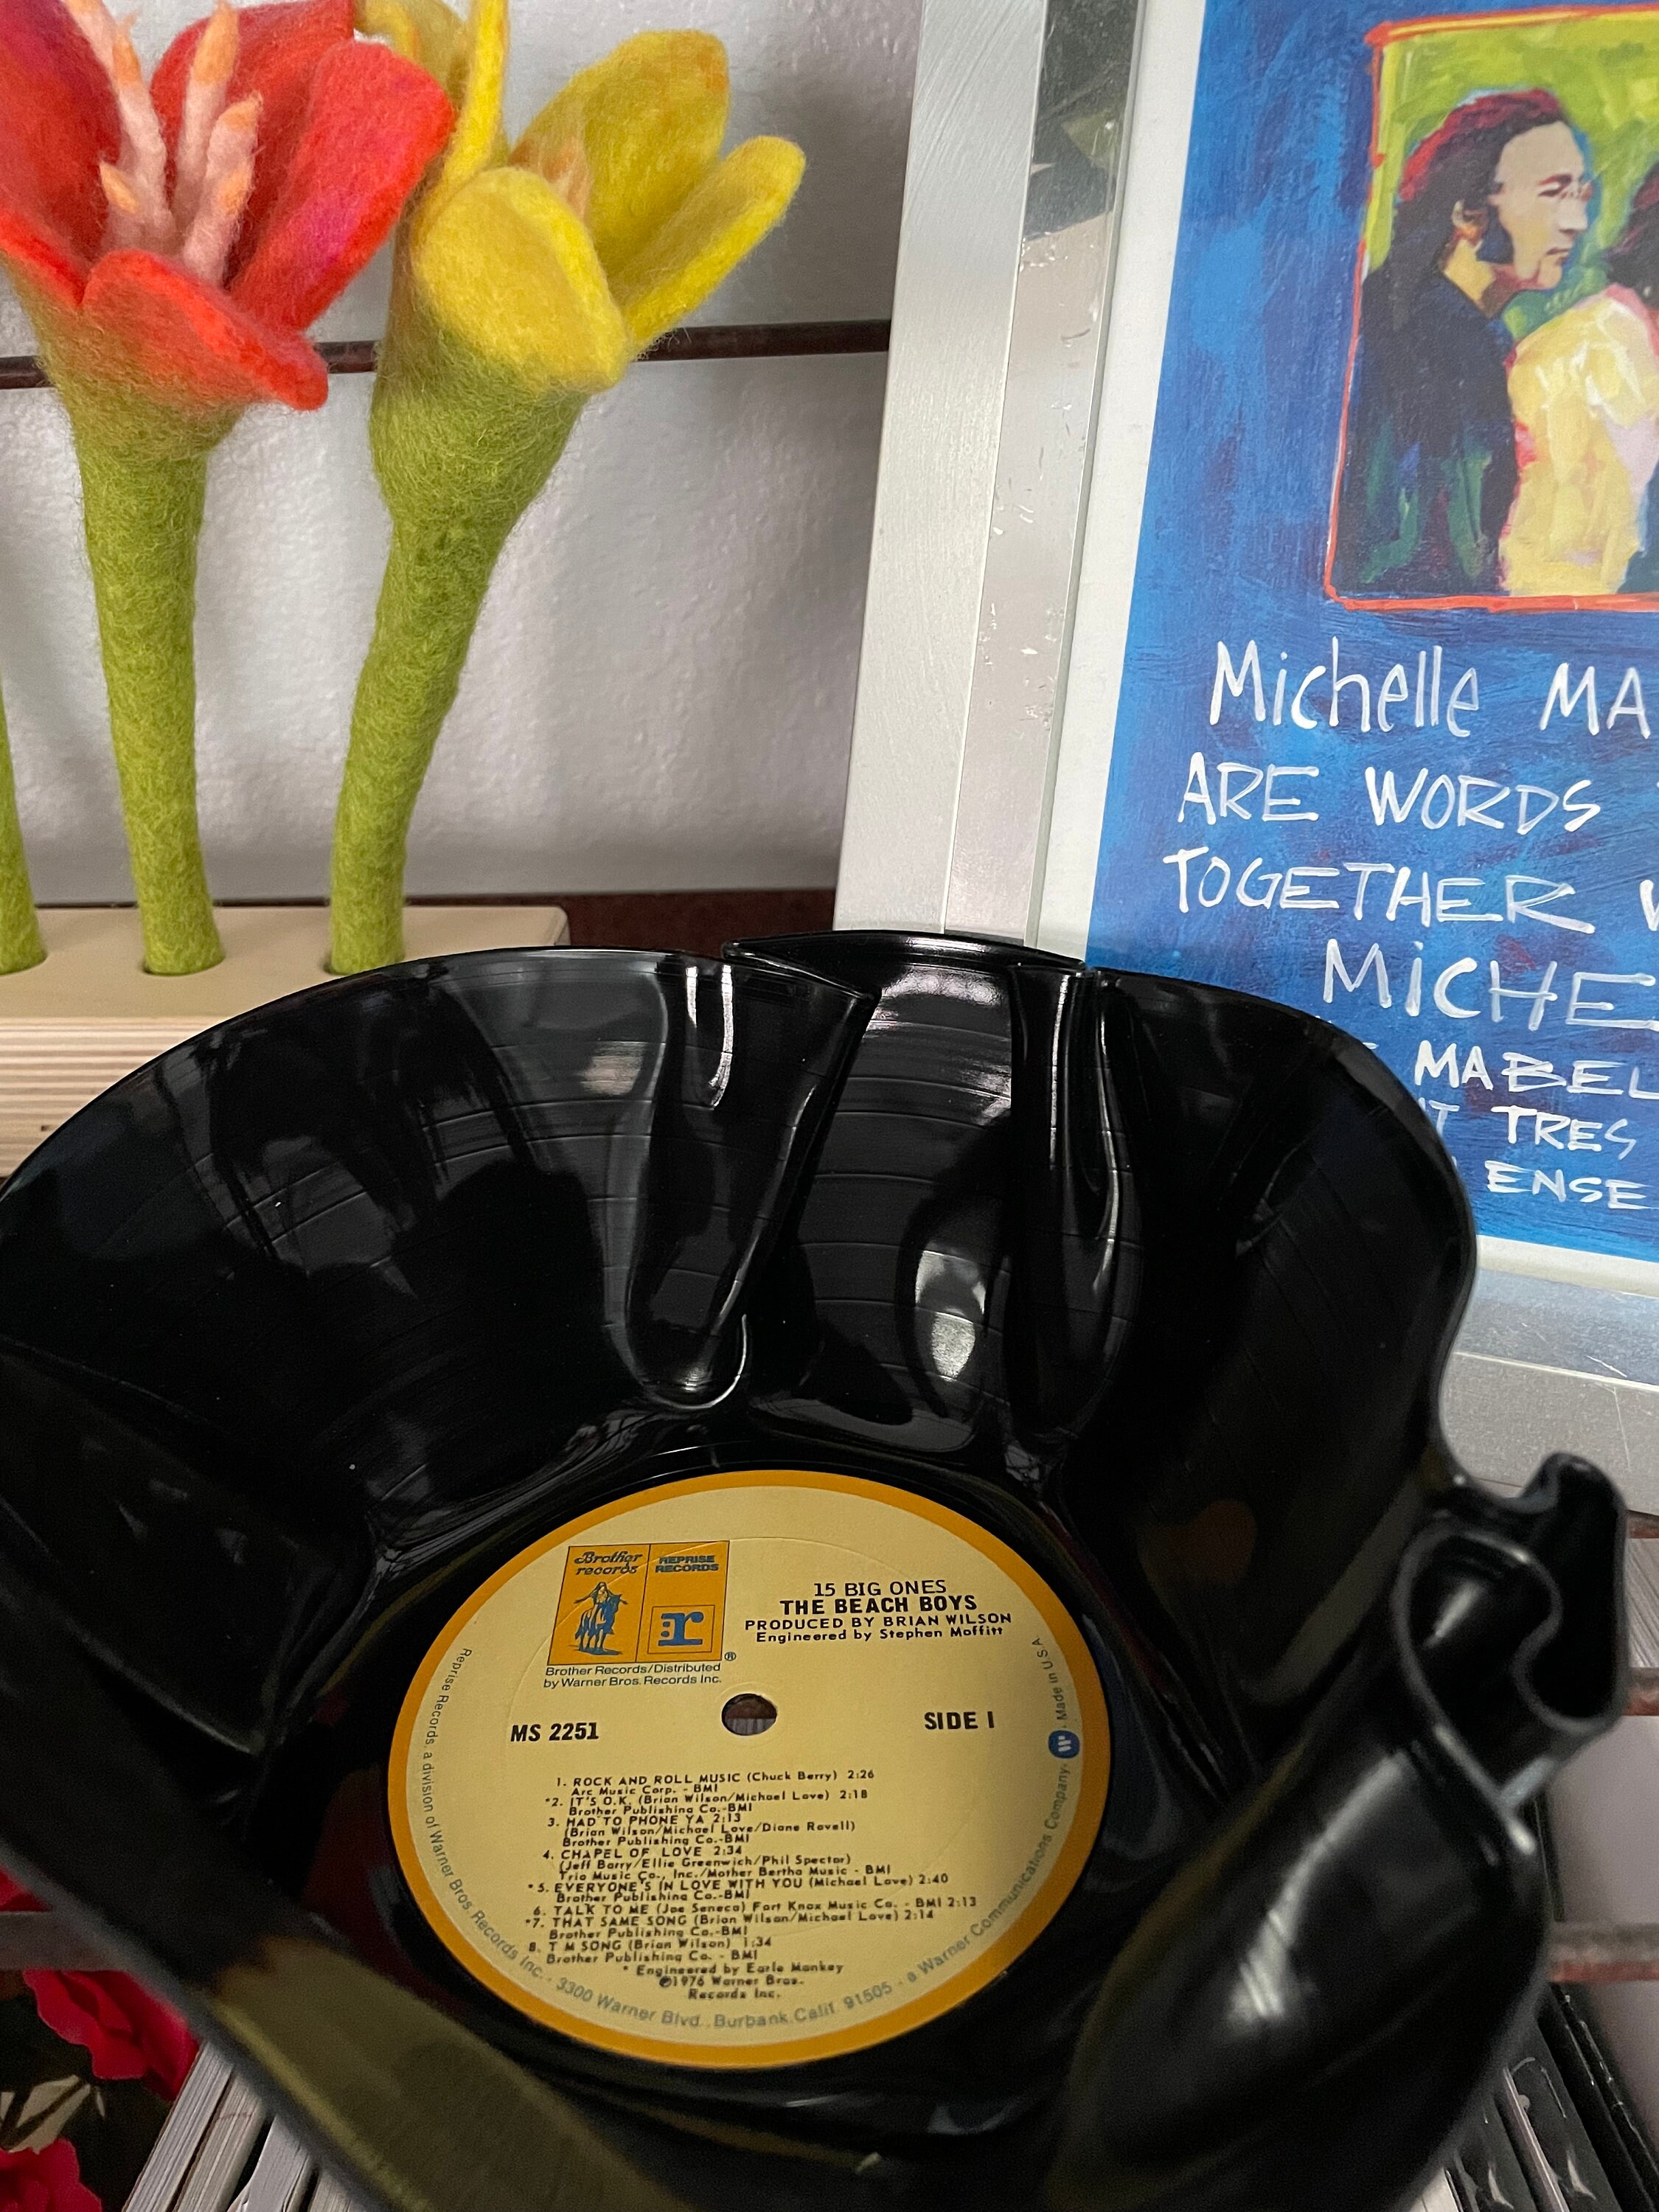 Michelle MA
ARE WORDS
TOGETHER
MiCHE
MABEL
TRES
ENSE
Brother
records
REPRISE
RECORDS
r
®
Brother Records/Distributed
by Warner Bros. Records Inc.
15 BIG ONES
THE BEACH BOYS
PRODUCED BY BRIAN WILSON
Engineered by Stephen Moffitt
MS 2251
SIDE 1
1. ROCK AND ROLL MUSIC (Chuck Berry) 2:26
Arc Music Corp. - BMI
*2. IT'S O.K. (Brian Wilson/Michael Love) 2:18
Brother Publishing Co.-BMI
3. HAD TO PHONE YA 2:13
(Brian Wilson/Michael Love/Diane Rovell)
Brother Publishing Co.-BMI
4. CHAPEL OF LOVE 2:34
(Jeff Barry/Ellie Greenwich/Phil Spector)
Trio Music Co., Inc./Mother Bertha Music - BMI
*5. EVERYONE'S IN LOVE WITH YOU (Michael Love) 2:40
Brother Publishing Co.-BMI
6. TALK TO ME (Joe Seneca) Fort Knox Music Co. - BMI 2:13
*7. THAT SAME SONG (Brian Wilson/Michael Love) 2:14
Brother Publishing Co.-BMI
8. T M SONG (Brian Wilson) 1:34
Brother Publishing Co. - BMI
* Engineered by Earle Mankey
℗1976 Warner Bros.
Records Inc.
Reprise Records, a division of Warner Bros Records Inc. · 3300 Warner Blvd., Burbank, Calif. 91505 · a Warner Communications Company · W · Made in U.S.A.